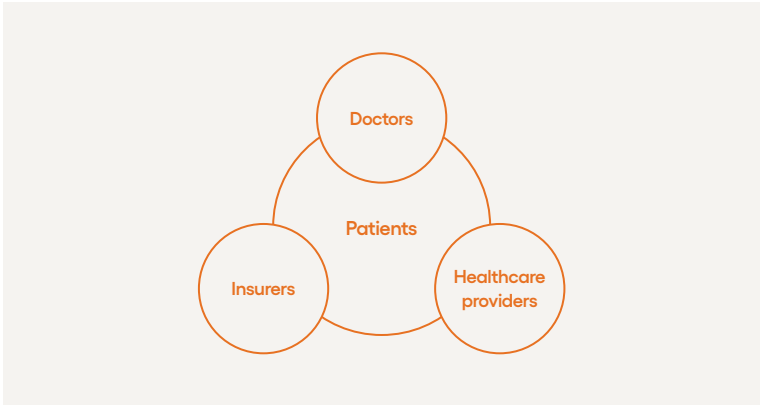 Doctors
Patients
Insurers
Healthcare
providers